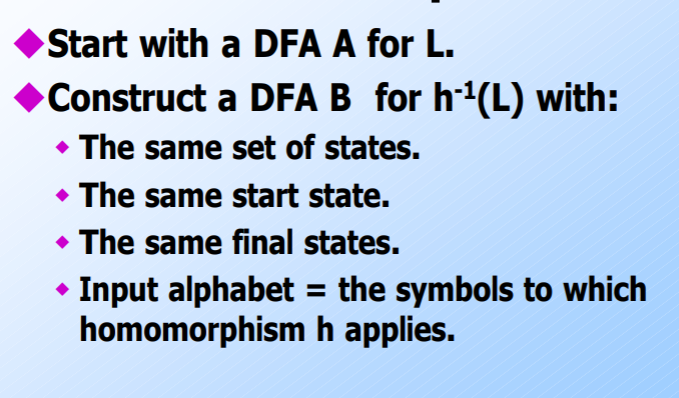 Start with a DFA A for L.
Construct a DFA B for h⁻¹(L) with:
The same set of states.
The same start state.
The same final states.
Input alphabet = the symbols to which
homomorphism h applies.